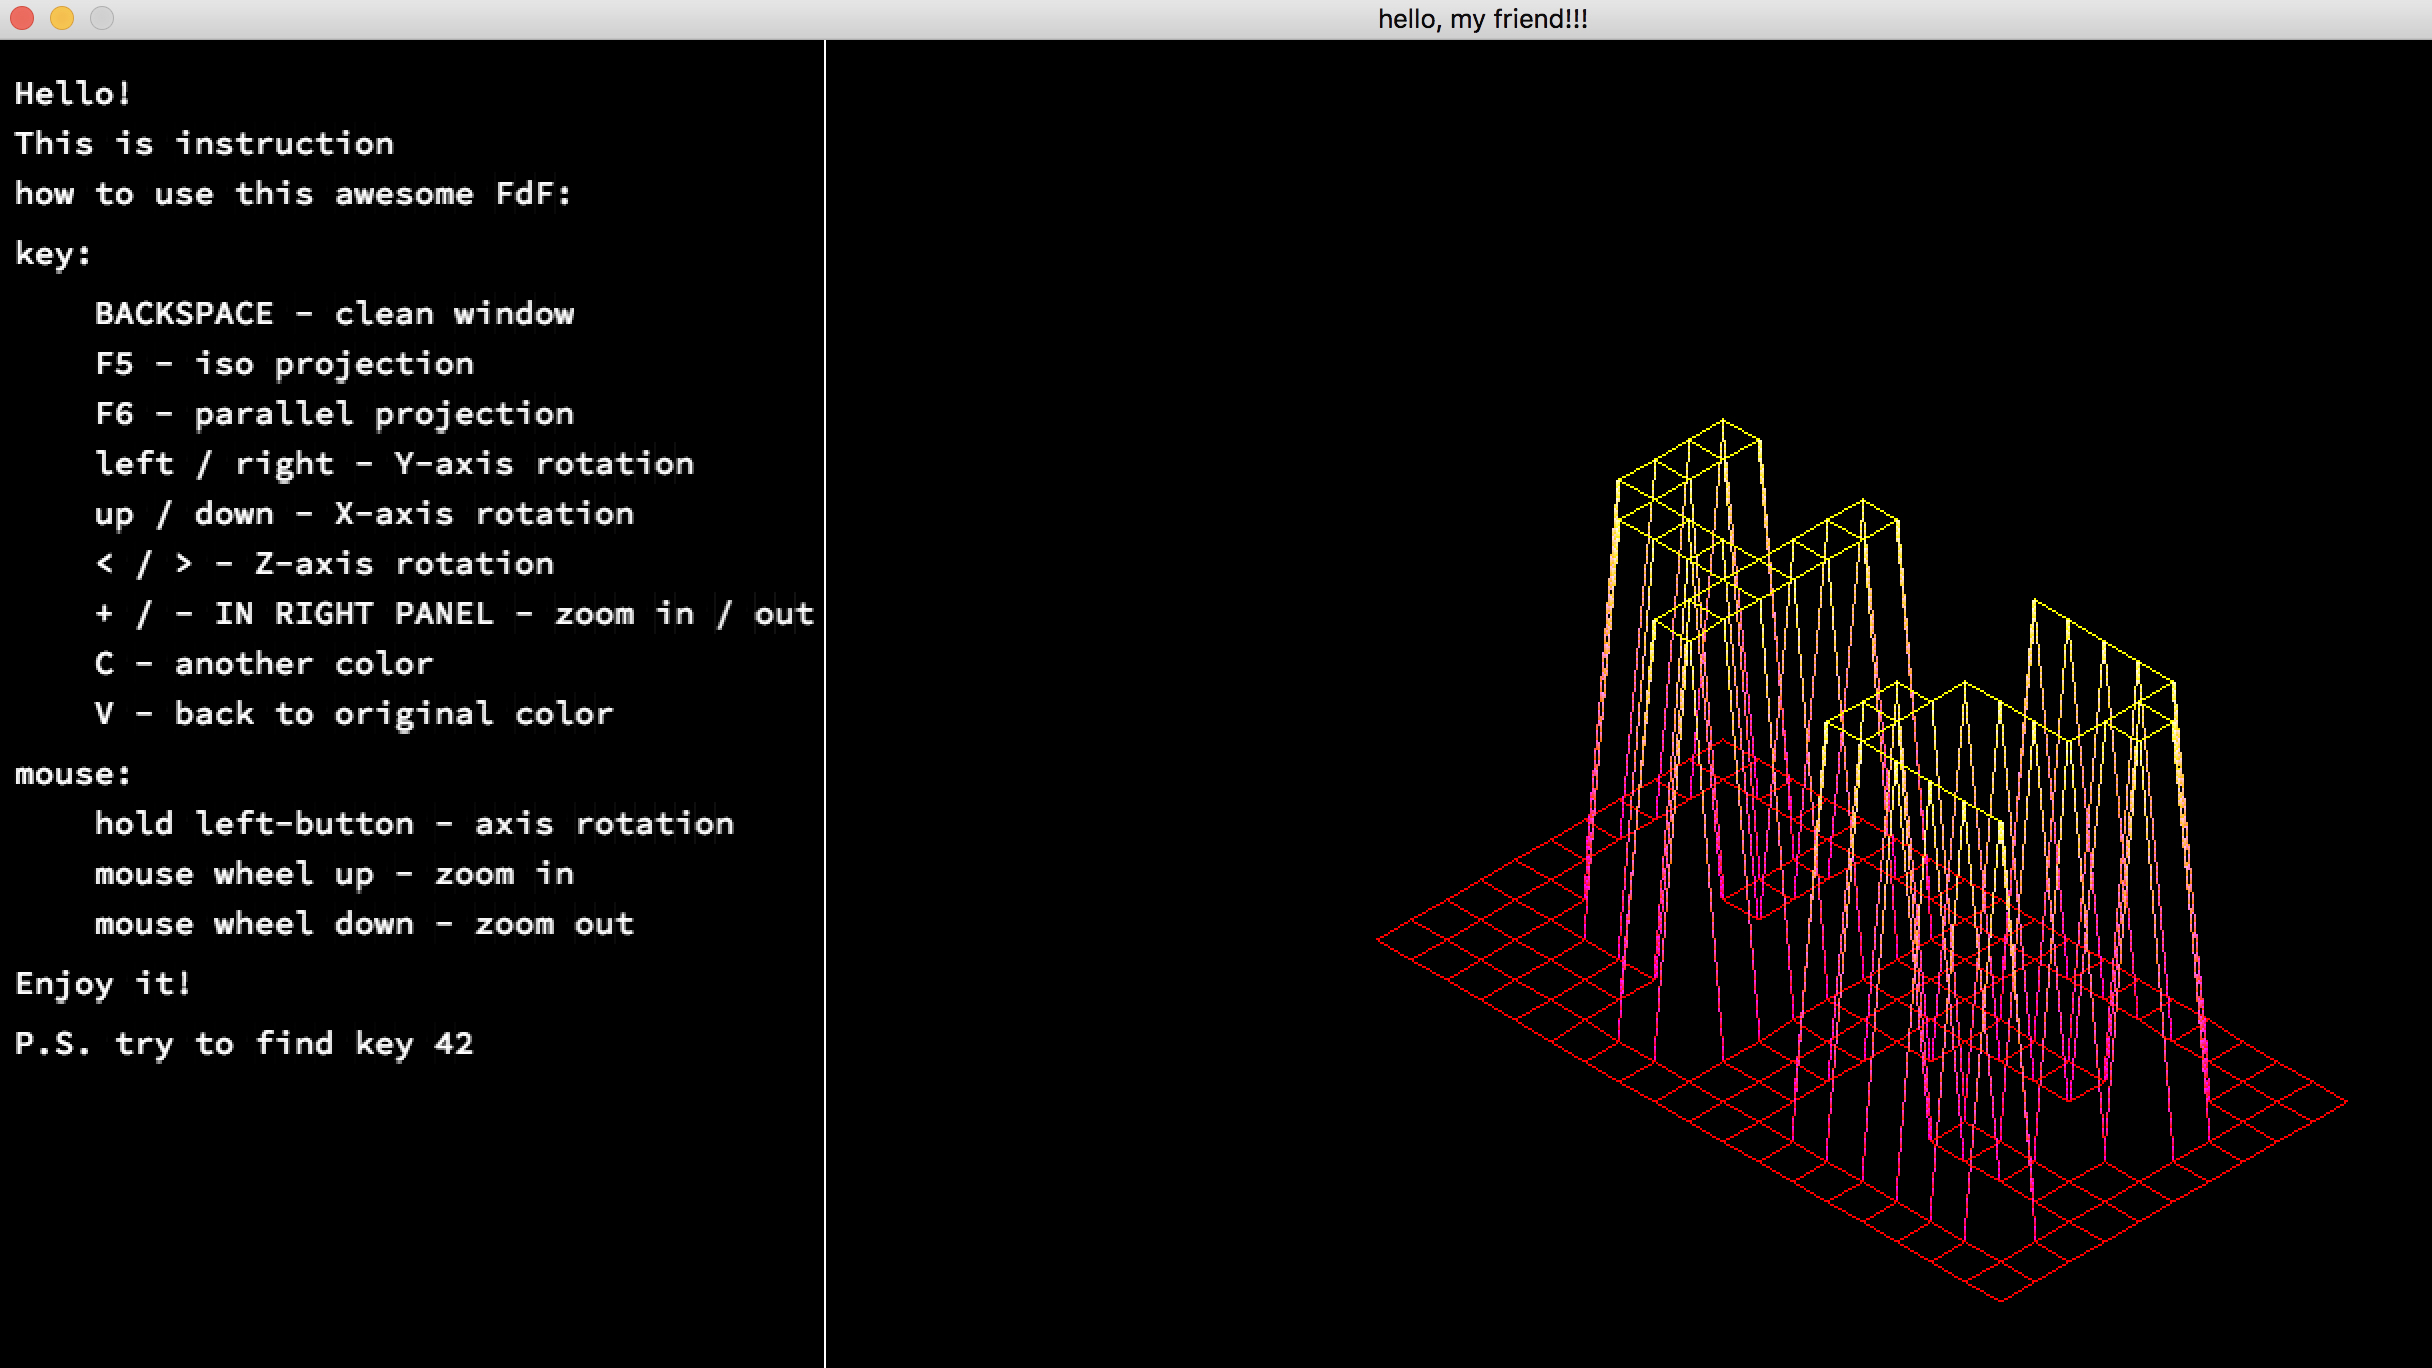 hello, my friend!!!
Hello!
This is instruction
how to use this awesome FdF:
key:
BACKSPACE - clean window
F5 - iso projection
F6 - parallel projection
left / right - Y-axis rotation
up / down - X-axis rotation
< / > - Z-axis rotation
+ / - IN RIGHT PANEL - zoom in / out
C - another color
V - back to original color
mouse:
hold left-button - axis rotation
mouse wheel up - zoom in
mouse wheel down - zoom out
Enjoy it!
P.S. try to find key 42